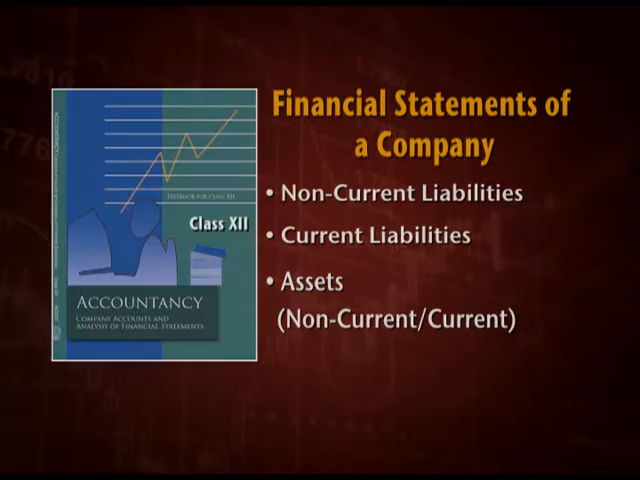 Financial Statements of
a Company
• Non-Current Liabilities
• Current Liabilities
• Assets
(Non-Current/Current)
TEXTBOOK FOR CLASS XII
Class XII
ACCOUNTANCY
COMPANY ACCOUNTS AND
ANALYSIS OF FINANCIAL STATEMENTS